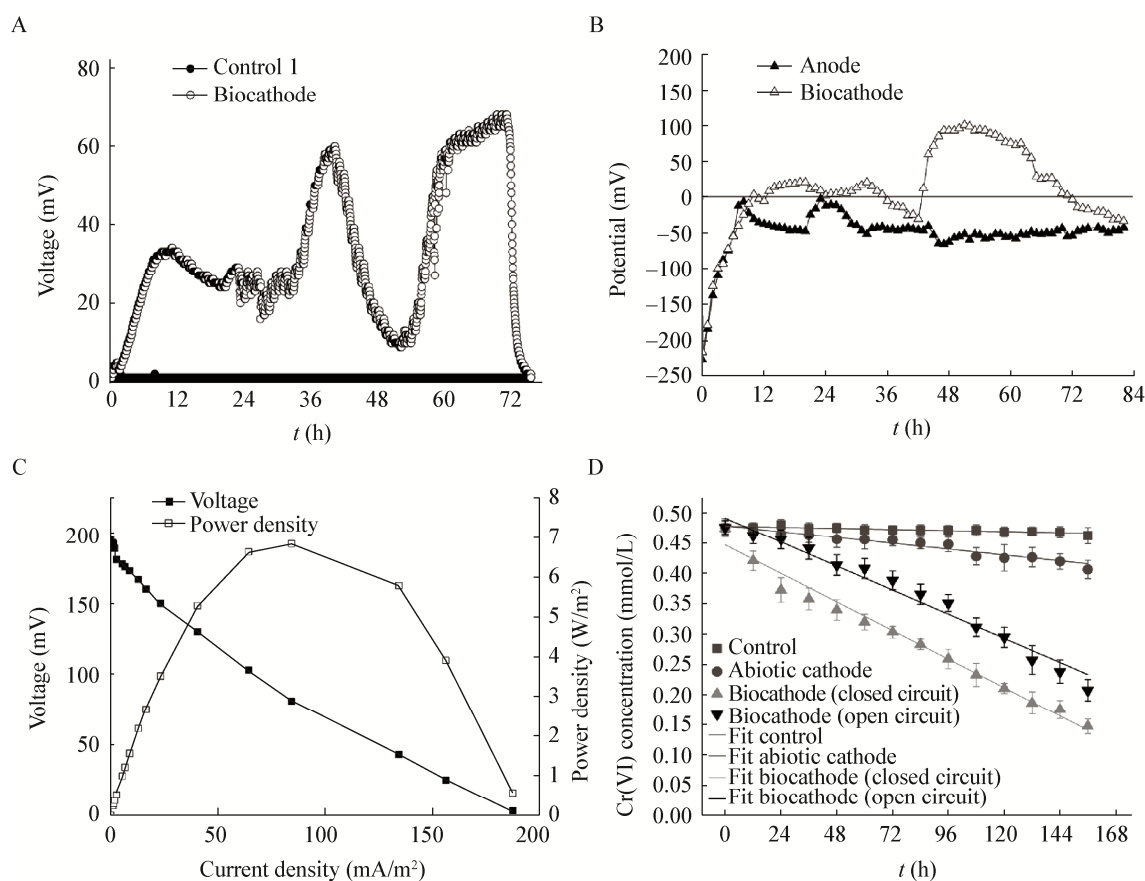 A
Control 1
Biocathode
Voltage (mV)
80
60
40
20
0
0 12 24 36 48 60 72
t (h)
B
Anode
Biocathode
Potential (mV)
200
150
100
50
0
−50
−100
−150
−200
−250
0 12 24 36 48 60 72 84
t (h)
C
Voltage
Power density
Voltage (mV)
200
150
100
50
0
8
7
6
5
4
3
2
1
0
Power density (W/m²)
0 50 100 150 200
Current density (mA/m²)
D
Cr(VI) concentration (mmol/L)
0.50
0.45
0.40
0.35
0.30
0.25
0.20
0.15
0.00
Control
Abiotic cathode
Biocathode (closed circuit)
Biocathode (open circuit)
Fit control
Fit abiotic cathode
Fit biocathode (closed circuit)
Fit biocathode (open circuit)
0 24 48 72 96 120 144 168
t (h)